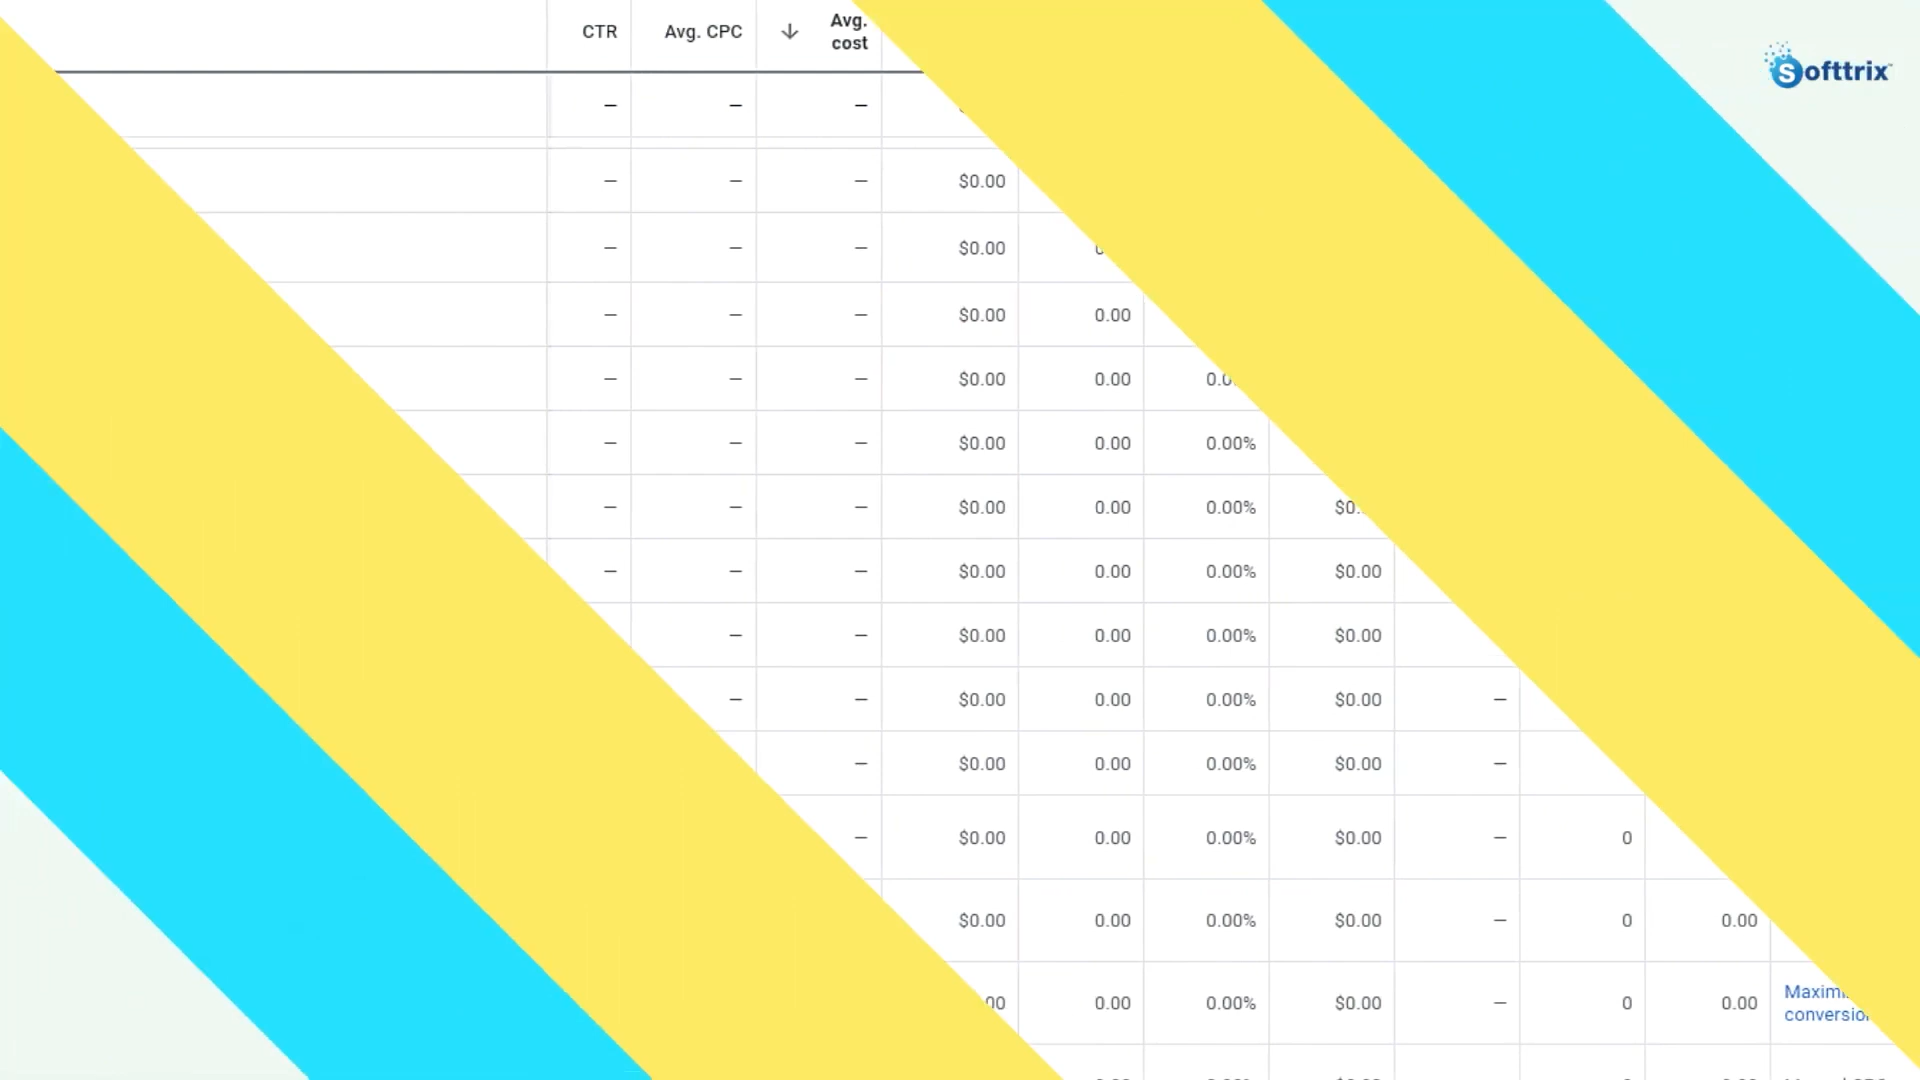 CTR Avg. CPC Avg. cost
Softtrix
– – –
– – – $0.00
– – – $0.00
– – – $0.00 0.00
– – – $0.00 0.00
– – – $0.00 0.00 0.00%
– – – $0.00 0.00 0.00%
– – – $0.00 0.00 0.00% $0.00
– – $0.00 0.00 0.00% $0.00
– – $0.00 0.00 0.00% $0.00 –
– $0.00 0.00 0.00% $0.00 –
– $0.00 0.00 0.00% $0.00 – 0
$0.00 0.00 0.00% $0.00 – 0 0.00
0.00 0.00% $0.00 – 0 0.00